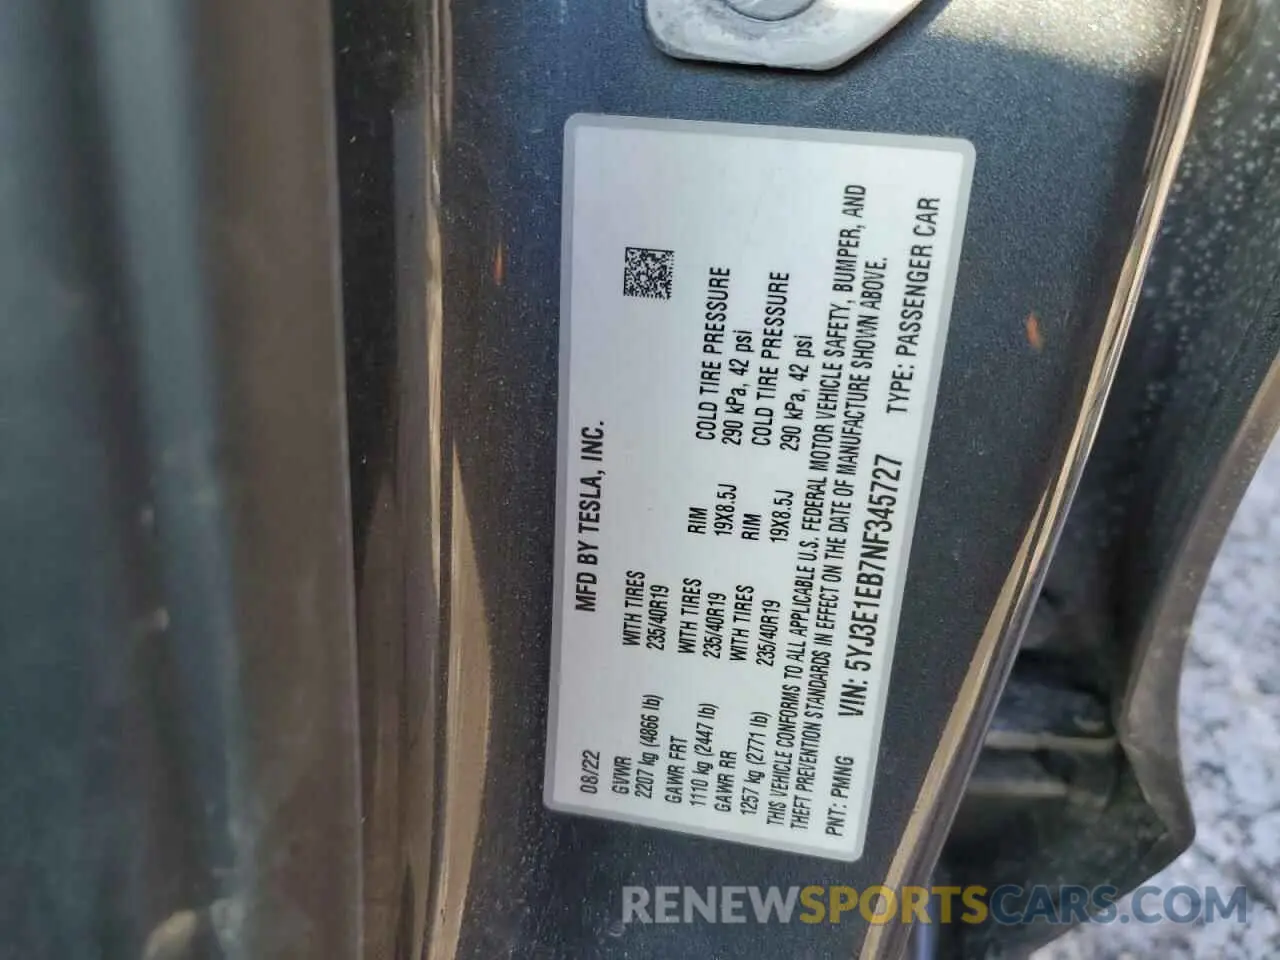 08/22 MFD BY TESLA, INC.
GVWR WITH TIRES
2207 kg (4866 lb) 235/40R19
GAWR FRT WITH TIRES RIM COLD TIRE PRESSURE
1110 kg (2447 lb) 235/40R19 19X8.5J 290 kPa, 42 psi
GAWR RR WITH TIRES RIM COLD TIRE PRESSURE
1257 kg (2771 lb) 235/40R19 19X8.5J 290 kPa, 42 psi
THIS VEHICLE CONFORMS TO ALL APPLICABLE U.S. FEDERAL MOTOR VEHICLE SAFETY, BUMPER, AND
THEFT PREVENTION STANDARDS IN EFFECT ON THE DATE OF MANUFACTURE SHOWN ABOVE.
PNT: PMNG VIN: 5YJ3E1EB7NF345727 TYPE: PASSENGER CAR
RENEWSPORTSCARS.COM